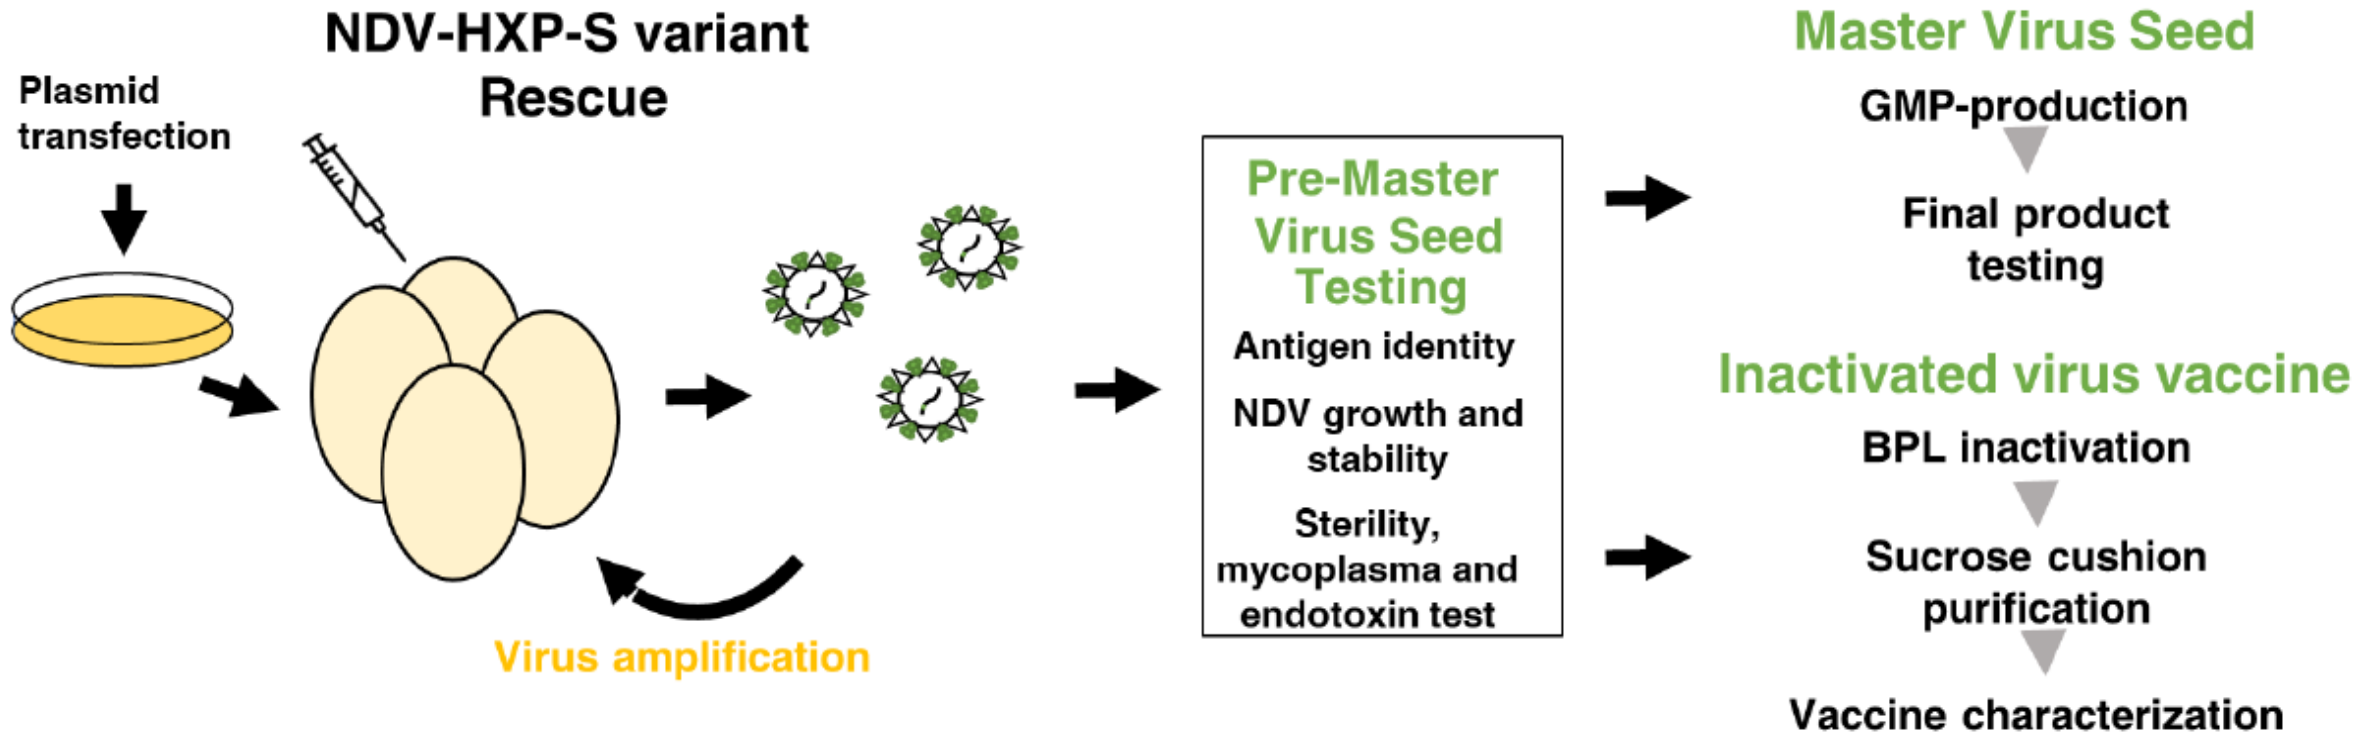 NDV-HXP-S variant
Rescue
Plasmid
transfection
Virus amplification
Pre-Master
Virus Seed
Testing
Antigen identity
NDV growth and
stability
Sterility,
mycoplasma and
endotoxin test
Master Virus Seed
GMP-production
Final product
testing
Inactivated virus vaccine
BPL inactivation
Sucrose cushion
purification
Vaccine characterization